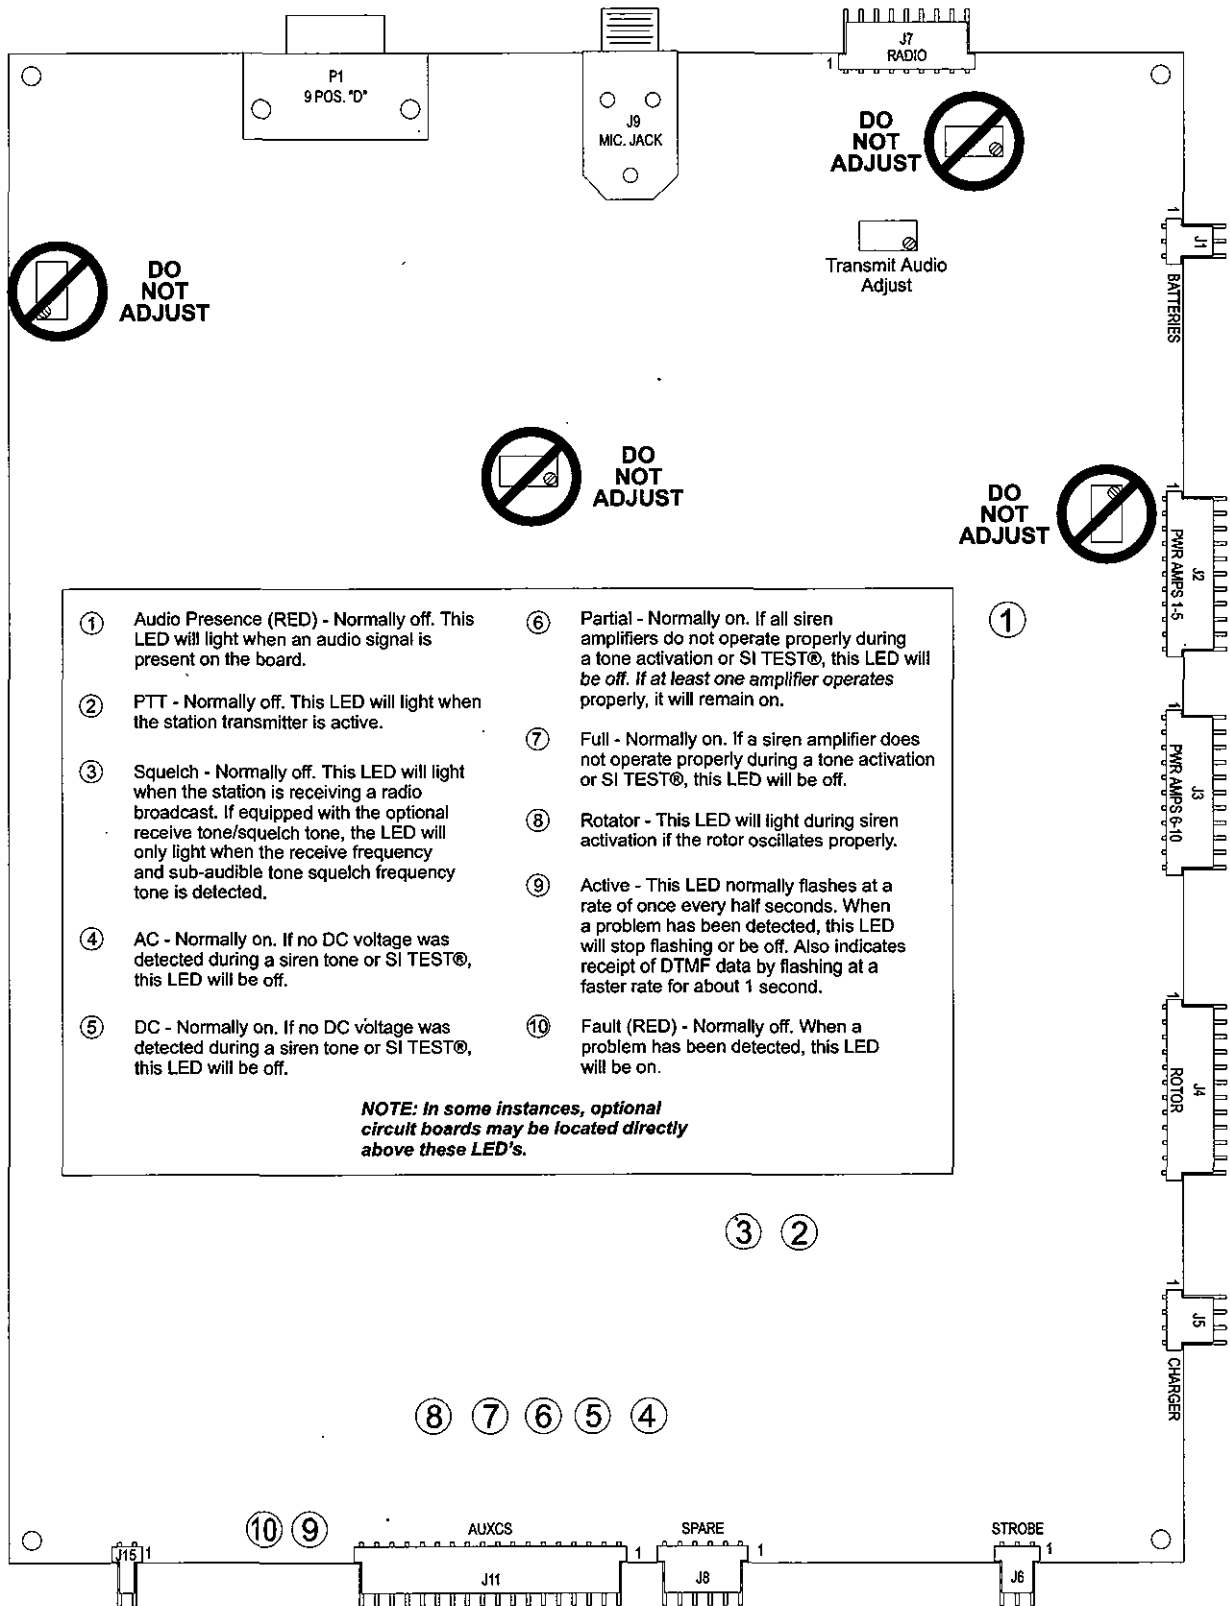 P1
9 POS. "D"
J9
MIC. JACK
J7
RADIO
1
DO
NOT
ADJUST
Transmit Audio
Adjust
1
J1
BATTERIES
DO
NOT
ADJUST
DO
NOT
ADJUST
DO
NOT
ADJUST
1
J2
PWR AMPS 1-5
1
1
J3
PWR AMPS 6-10
1
J4
ROTOR
1
J5
CHARGER
1 Audio Presence (RED) - Normally off. This
LED will light when an audio signal is
present on the board.
2 PTT - Normally off. This LED will light when
the station transmitter is active.
3 Squelch - Normally off. This LED will light
when the station is receiving a radio
broadcast. If equipped with the optional
receive tone/squelch tone, the LED will
only light when the receive frequency
and sub-audible tone squelch frequency
tone is detected.
4 AC - Normally on. If no DC voltage was
detected during a siren tone or SI TEST®,
this LED will be off.
5 DC - Normally on. If no DC voltage was
detected during a siren tone or SI TEST®,
this LED will be off.
6 Partial - Normally on. If all siren
amplifiers do not operate properly during
a tone activation or SI TEST®, this LED will
be off. If at least one amplifier operates
properly, it will remain on.
7 Full - Normally on. If a siren amplifier does
not operate properly during a tone activation
or SI TEST®, this LED will be off.
8 Rotator - This LED will light during siren
activation if the rotor oscillates properly.
9 Active - This LED normally flashes at a
rate of once every half seconds. When
a problem has been detected, this LED
will stop flashing or be off. Also indicates
receipt of DTMF data by flashing at a
faster rate for about 1 second.
10 Fault (RED) - Normally off. When a
problem has been detected, this LED
will be on.
NOTE: In some instances, optional
circuit boards may be located directly
above these LED's.
3 2
8 7 6 5 4
10 9
J15 1
AUXCS
J11 1
SPARE
J8 1
STROBE
J6 1